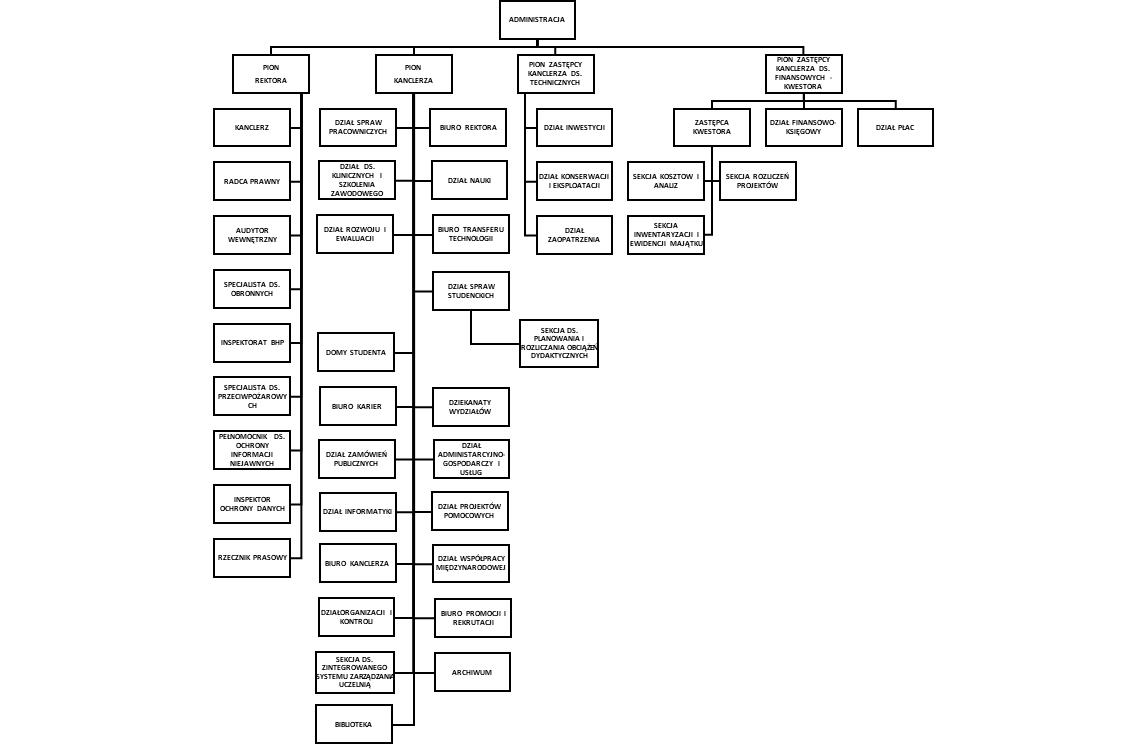 ADMINISTRACJA
PION
REKTORA
PION
KANCLERZA
PION ZASTĘPCY
KANCLERZA DS.
TECHNICZNYCH
PION ZASTĘPCY
KANCLERZA DS.
FINANSOWYCH -
KWESTORA
KANCLERZ
RADCA PRAWNY
AUDYTOR
WEWNĘTRZNY
SPECJALISTA DS.
OBRONNYCH
INSPEKTORAT BHP
SPECJALISTA DS.
PRZECIWPOŻAROWY
CH
PEŁNOMOCNIK DS.
OCHRONY
INFORMACJI
NIEJAWNYCH
INSPEKTOR
OCHRONY DANYCH
RZECZNIK PRASOWY
DZIAŁ SPRAW
PRACOWNICZYCH
DZIAŁ DS.
KLINICZNYCH I
SZKOLENIA
ZAWODOWEGO
DZIAŁ ROZWOJU I
EWALUACJI
DOMY STUDENTA
BIURO KARIER
DZIAŁ ZAMÓWIEŃ
PUBLICZNYCH
DZIAŁ INFORMATYKI
BIURO KANCLERZA
DZIAŁORGANIZACJI I
KONTROLI
SEKCJA DS.
ZINTEGROWANEGO
SYSTEMU ZARZĄDZANIA
UCZELNIĄ
BIBLIOTEKA
BIURO REKTORA
DZIAŁ NAUKI
BIURO TRANSFERU
TECHNOLOGII
DZIAŁ SPRAW
STUDENCKICH
SEKCJA DS.
PLANOWANIA I
ROZLICZANIA OBCIĄŻEŃ
DYDAKTYCZNYCH
DZIEKANATY
WYDZIAŁÓW
DZIAŁ
ADMINISTARCYJNO-
GOSPODARCZY I
USŁUG
DZIAŁ PROJEKTÓW
POMOCOWYCH
DZIAŁ WSPÓŁPRACY
MIĘDZYNARODOWEJ
BIURO PROMOCJI I
REKRUTACJI
ARCHIWUM
DZIAŁ INWESTYCJI
DZIAŁ KONSERWACJI
I EKSPLOATACJI
DZIAŁ
ZAOPATRZENIA
ZASTĘPCA
KWESTORA
DZIAŁ FINANSOWO-
KSIĘGOWY
DZIAŁ PŁAC
SEKCJA KOSZTOW I
ANALIZ
SEKCJA ROZLICZEŃ
PROJEKTÓW
SEKCJA
INWENTARYZACJI I
EWIDENCJI MAJĄTKU